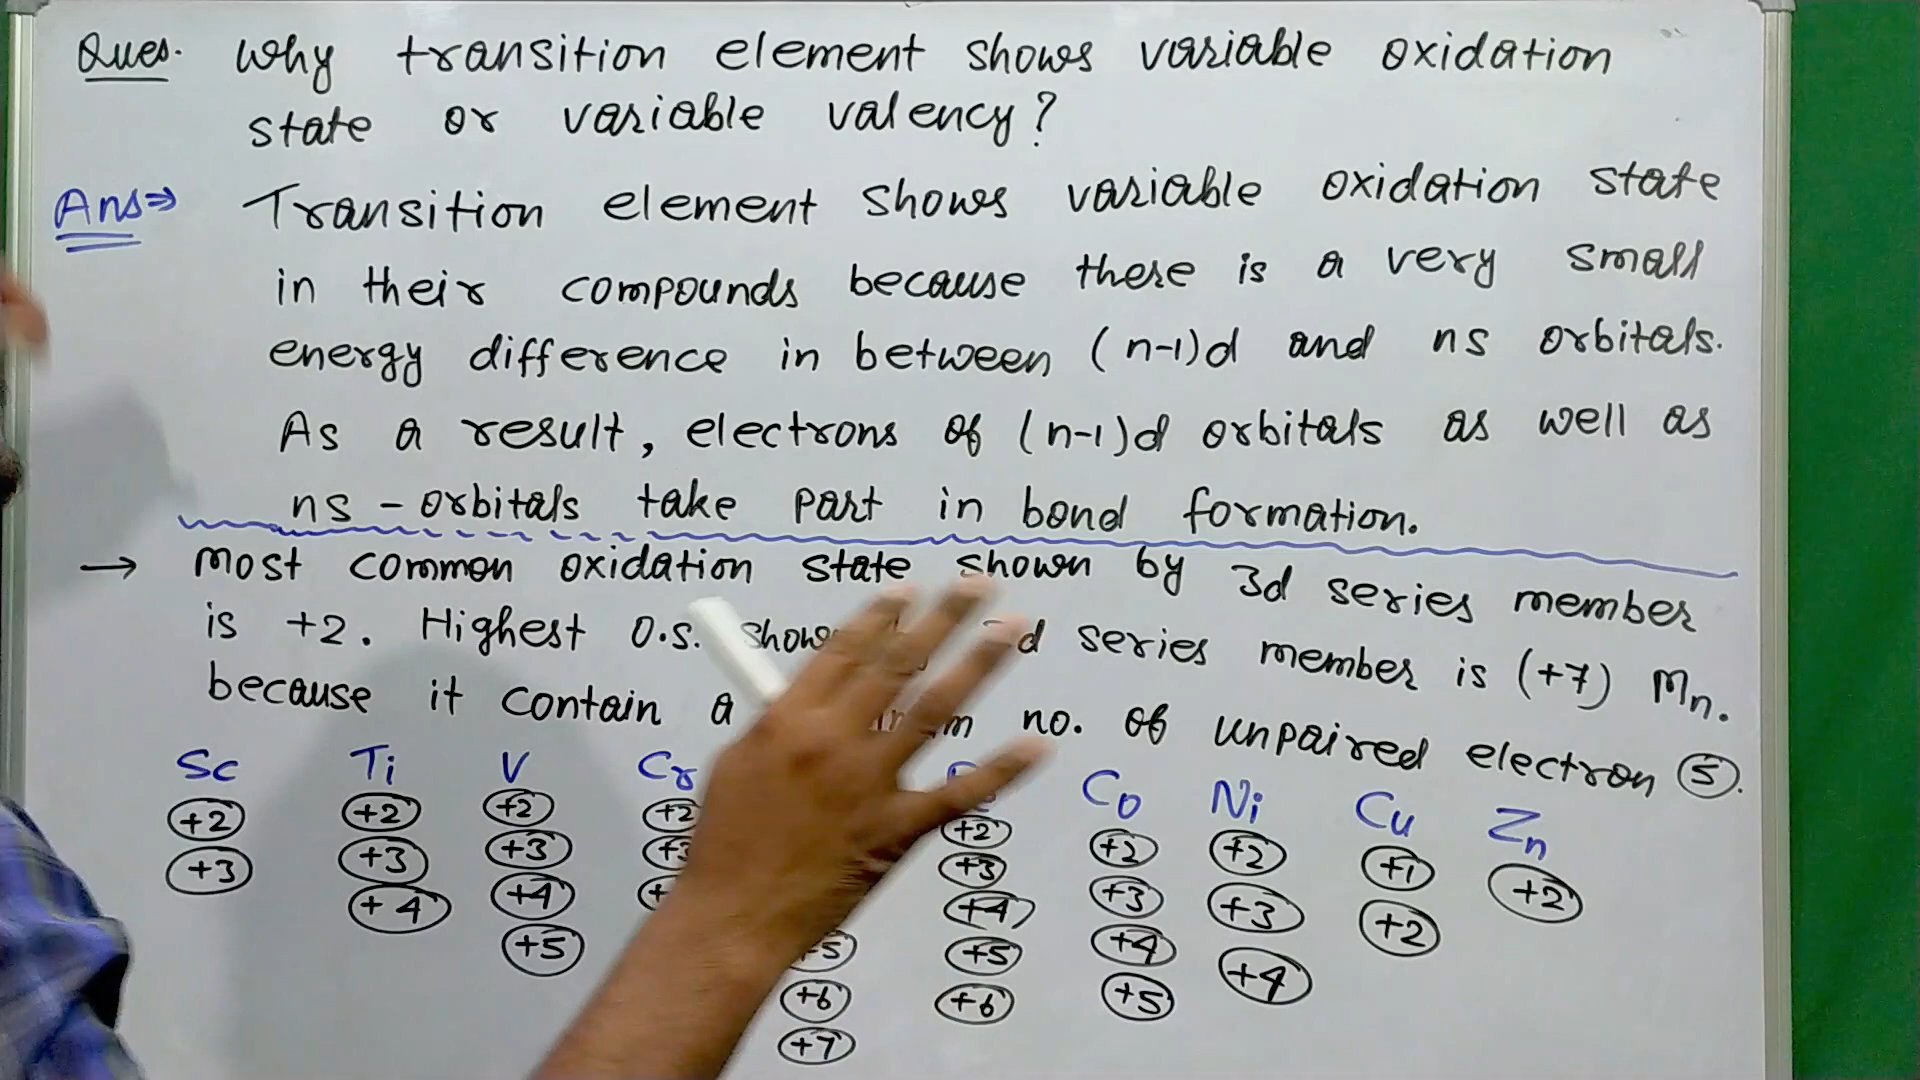 Ques. Why transition element shows variable oxidation
state or variable valency?
Ans⇒ Transition element shows variable oxidation state
in their compounds because there is a very small
energy difference in between (n-1)d and ns orbitals.
As a result, electrons of (n-1)d orbitals as well as
ns-orbitals take part in bond formation.
→ most common oxidation state shown by 3d series member
is +2. Highest o.s. series member is (+7) Mn.
because it contain a no. of unpaired electron 5.
Sc Ti V Cr Co Ni Cu Zn
+2 +2 +2 +2 +2 +2 +2 +1 +2
+3 +3 +3 +3 +3 +3 +3 +2
+4 +4 +4 +4 +4
+5 +5 +5 +5
+6 +6
+7